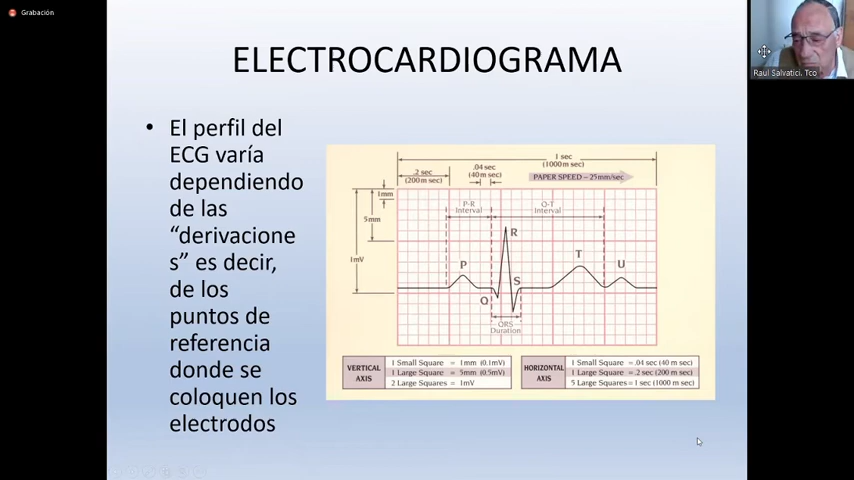 Grabación
ELECTROCARDIOGRAMA
• El perfil del
ECG varía
dependiendo
de las
“derivacione
s” es decir,
de los
puntos de
referencia
donde se
coloquen los
electrodos
1 sec
(1000 m sec)
.2 sec
(200 m sec)
.04 sec
(40 m sec)
PAPER SPEED – 25mm/sec
1mm
5mm
1mV
P-R
Interval
Q-T
Interval
R
P
T
U
S
Q
QRS
Duration
VERTICAL
AXIS
1 Small Square = 1mm (0.1mV)
1 Large Square = 5mm (0.5mV)
2 Large Squares = 1mV
HORIZONTAL
AXIS
1 Small Square = .04 sec (40 m sec)
1 Large Square = .2 sec (200 m sec)
5 Large Squares = 1 sec (1000 m sec)
Raul Salvatici. Tco